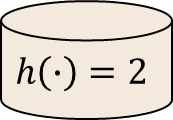 h(·) = 2